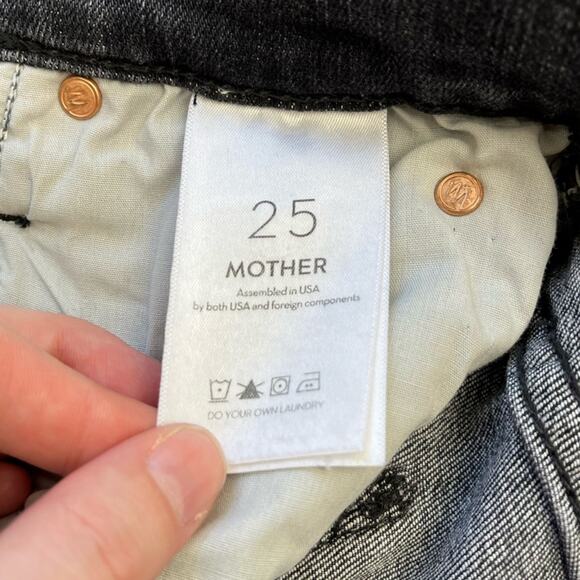 25
MOTHER
Assembled in USA
by both USA and foreign components
DO YOUR OWN LAUNDRY